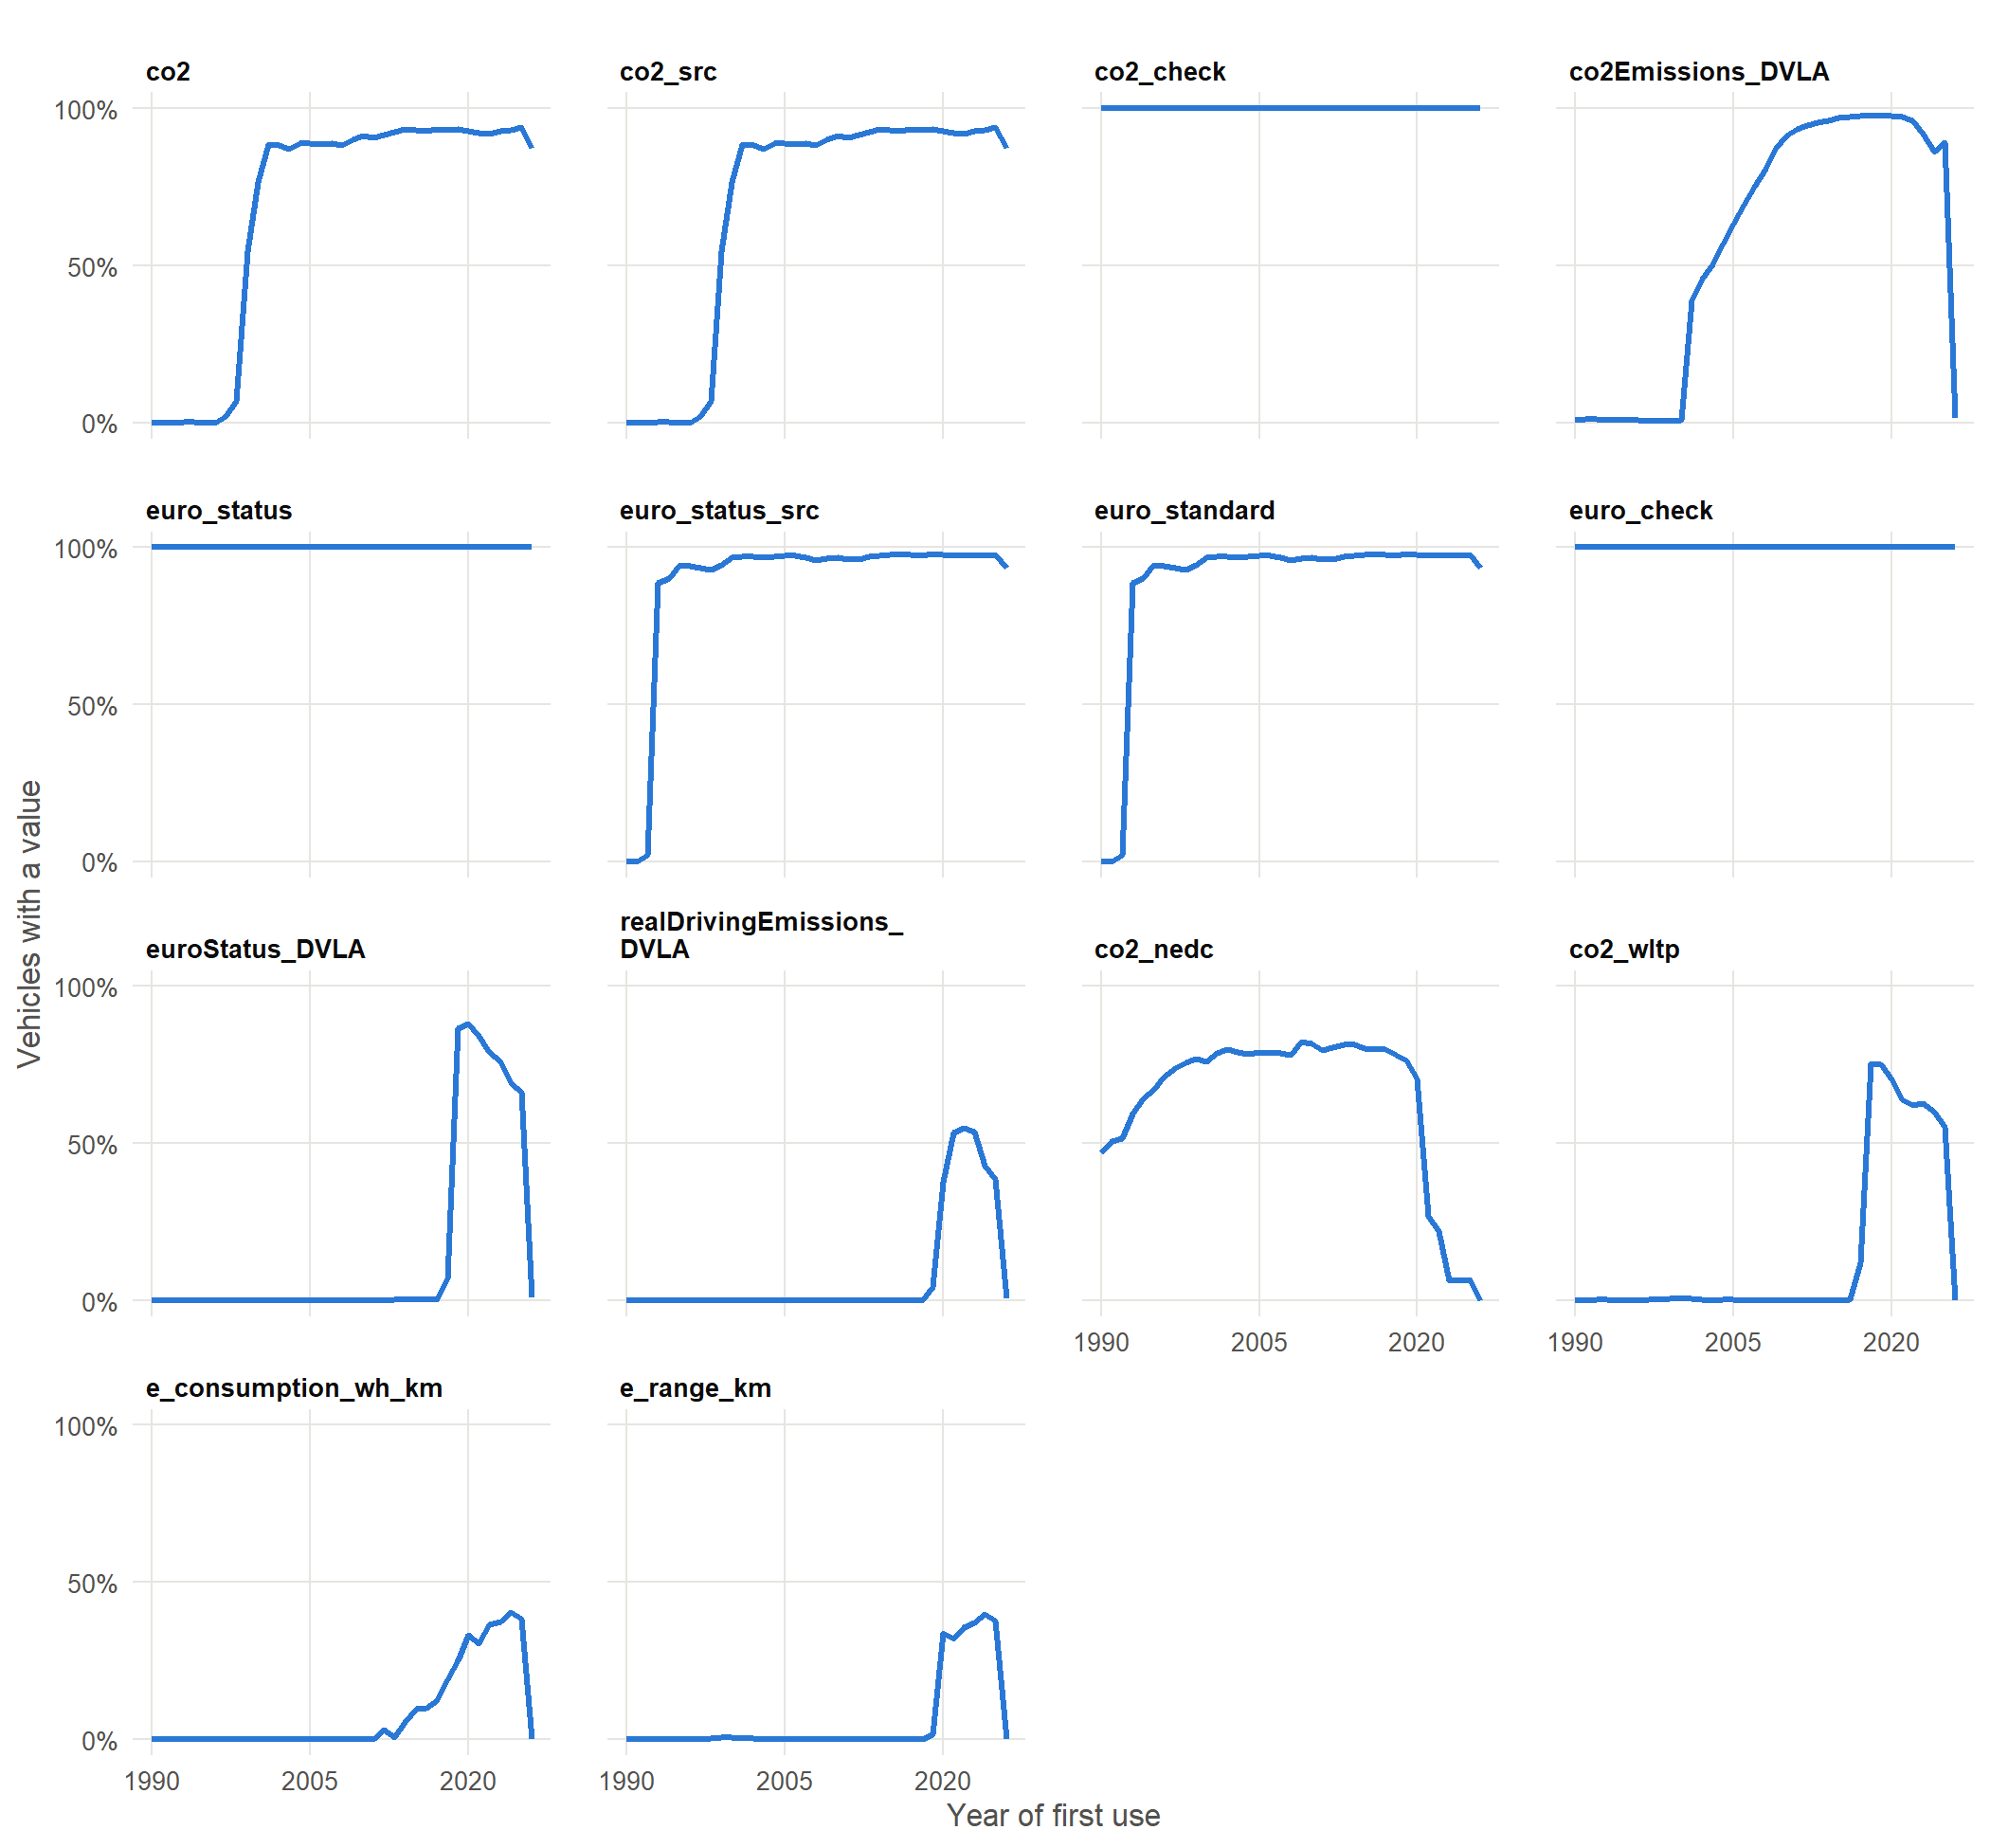 co2
co2_src
co2_check
co2Emissions_DVLA
100%
50%
0%
euro_status
euro_status_src
euro_standard
euro_check
100%
50%
0%
euroStatus_DVLA
realDrivingEmissions_
DVLA
co2_nedc
co2_wltp
100%
50%
0%
1990 2005 2020
1990 2005 2020
e_consumption_wh_km
e_range_km
100%
50%
0%
1990 2005 2020
1990 2005 2020
Year of first use
Vehicles with a value